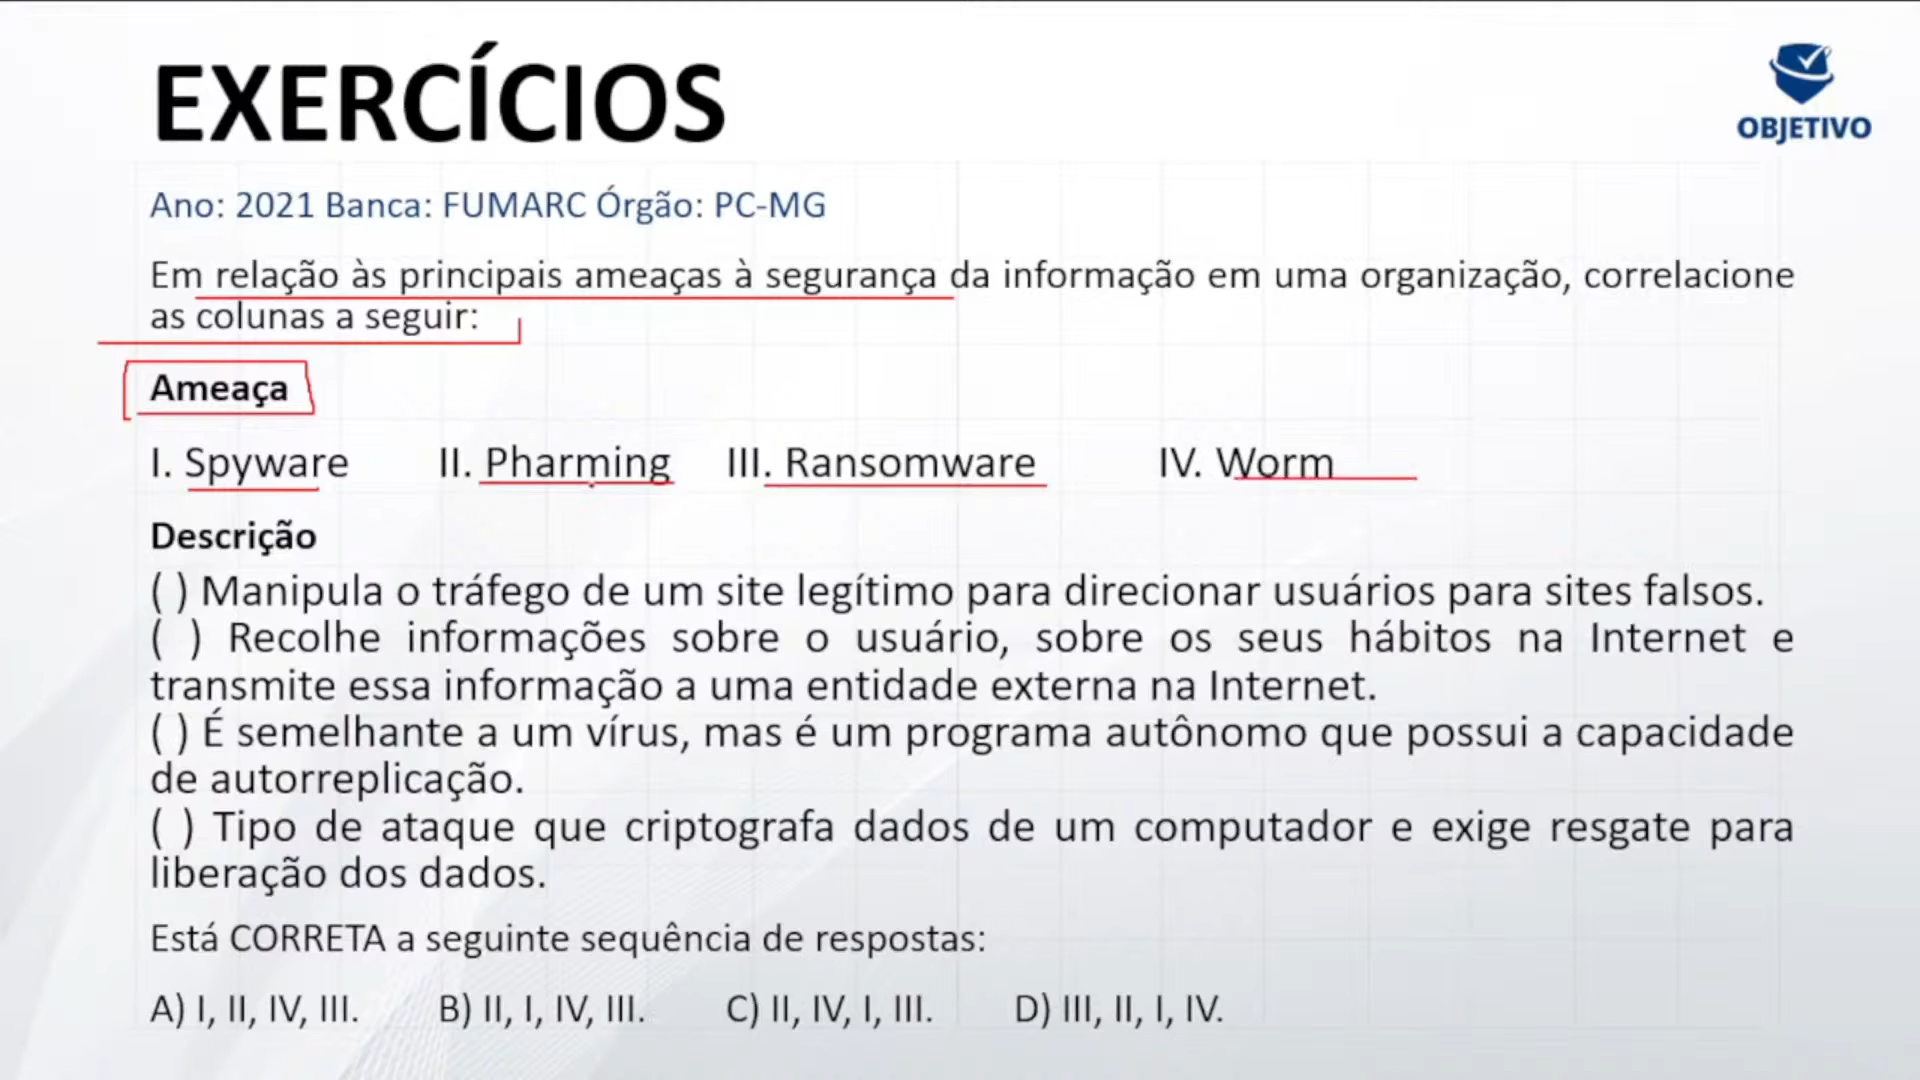 EXERCÍCIOS
OBJETIVO
Ano: 2021 Banca: FUMARC Órgão: PC-MG
Em relação às principais ameaças à segurança da informação em uma organização, correlacione
as colunas a seguir:
Ameaça
I. Spyware II. Pharming III. Ransomware IV. Worm
Descrição
( ) Manipula o tráfego de um site legítimo para direcionar usuários para sites falsos.
( ) Recolhe informações sobre o usuário, sobre os seus hábitos na Internet e
transmite essa informação a uma entidade externa na Internet.
( ) É semelhante a um vírus, mas é um programa autônomo que possui a capacidade
de autorreplicação.
( ) Tipo de ataque que criptografa dados de um computador e exige resgate para
liberação dos dados.
Está CORRETA a seguinte sequência de respostas:
A) I, II, IV, III. B) II, I, IV, III. C) II, IV, I, III. D) III, II, I, IV.